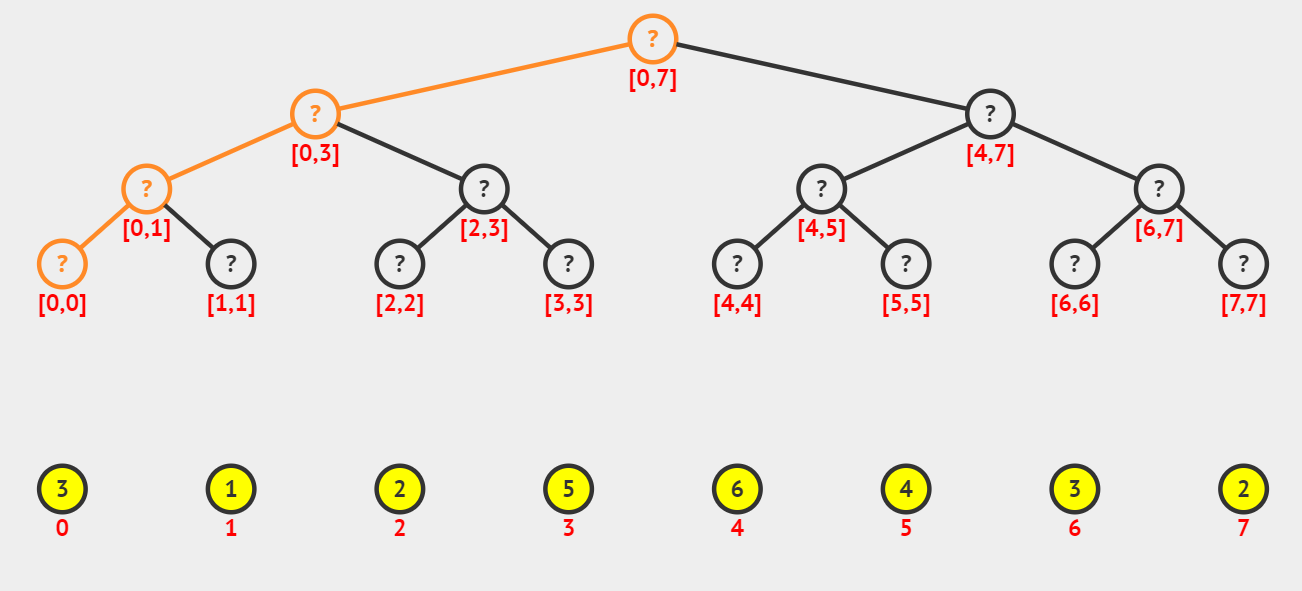 ?
[0,7]
? ?
[0,3] [4,7]
? ? ? ?
[0,1] [2,3] [4,5] [6,7]
? ? ? ? ? ? ? ?
[0,0] [1,1] [2,2] [3,3] [4,4] [5,5] [6,6] [7,7]
3 1 2 5 6 4 3 2
0 1 2 3 4 5 6 7